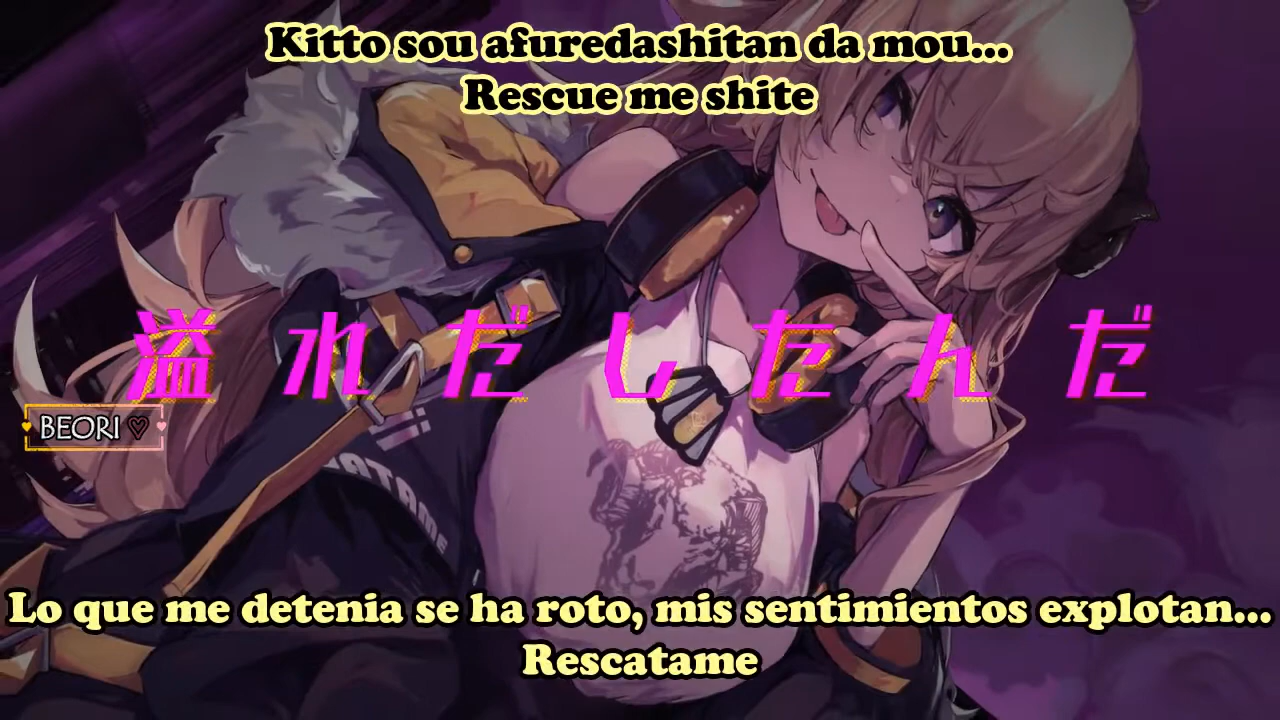 Kitto sou afuredashitan da mou...
Rescue me shite
溢れだしたんだ
BEORI ♡
Lo que me detenia se ha roto, mis sentimientos explotan...
Rescatame